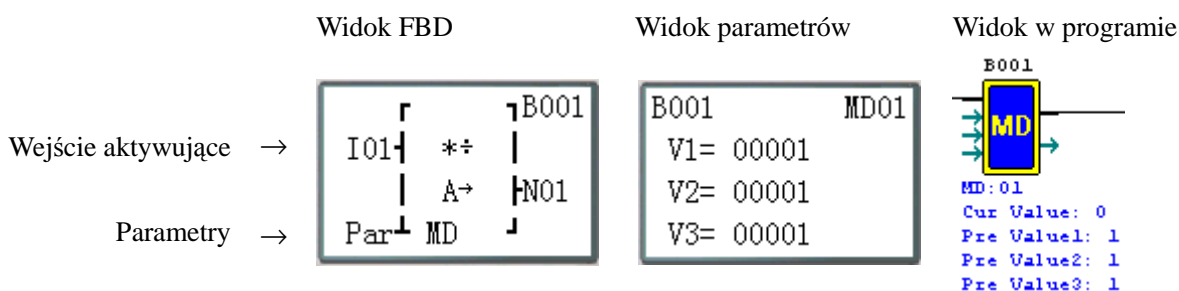 Widok FBD
Widok parametrów
Widok w programie
Wejście aktywujące →
Parametry →
B001
I01 *÷
A→ N01
Par MD
B001 MD01
V1= 00001
V2= 00001
V3= 00001
B001
MD
MD:01
Cur Value: 0
Pre Value1: 1
Pre Value2: 1
Pre Value3: 1